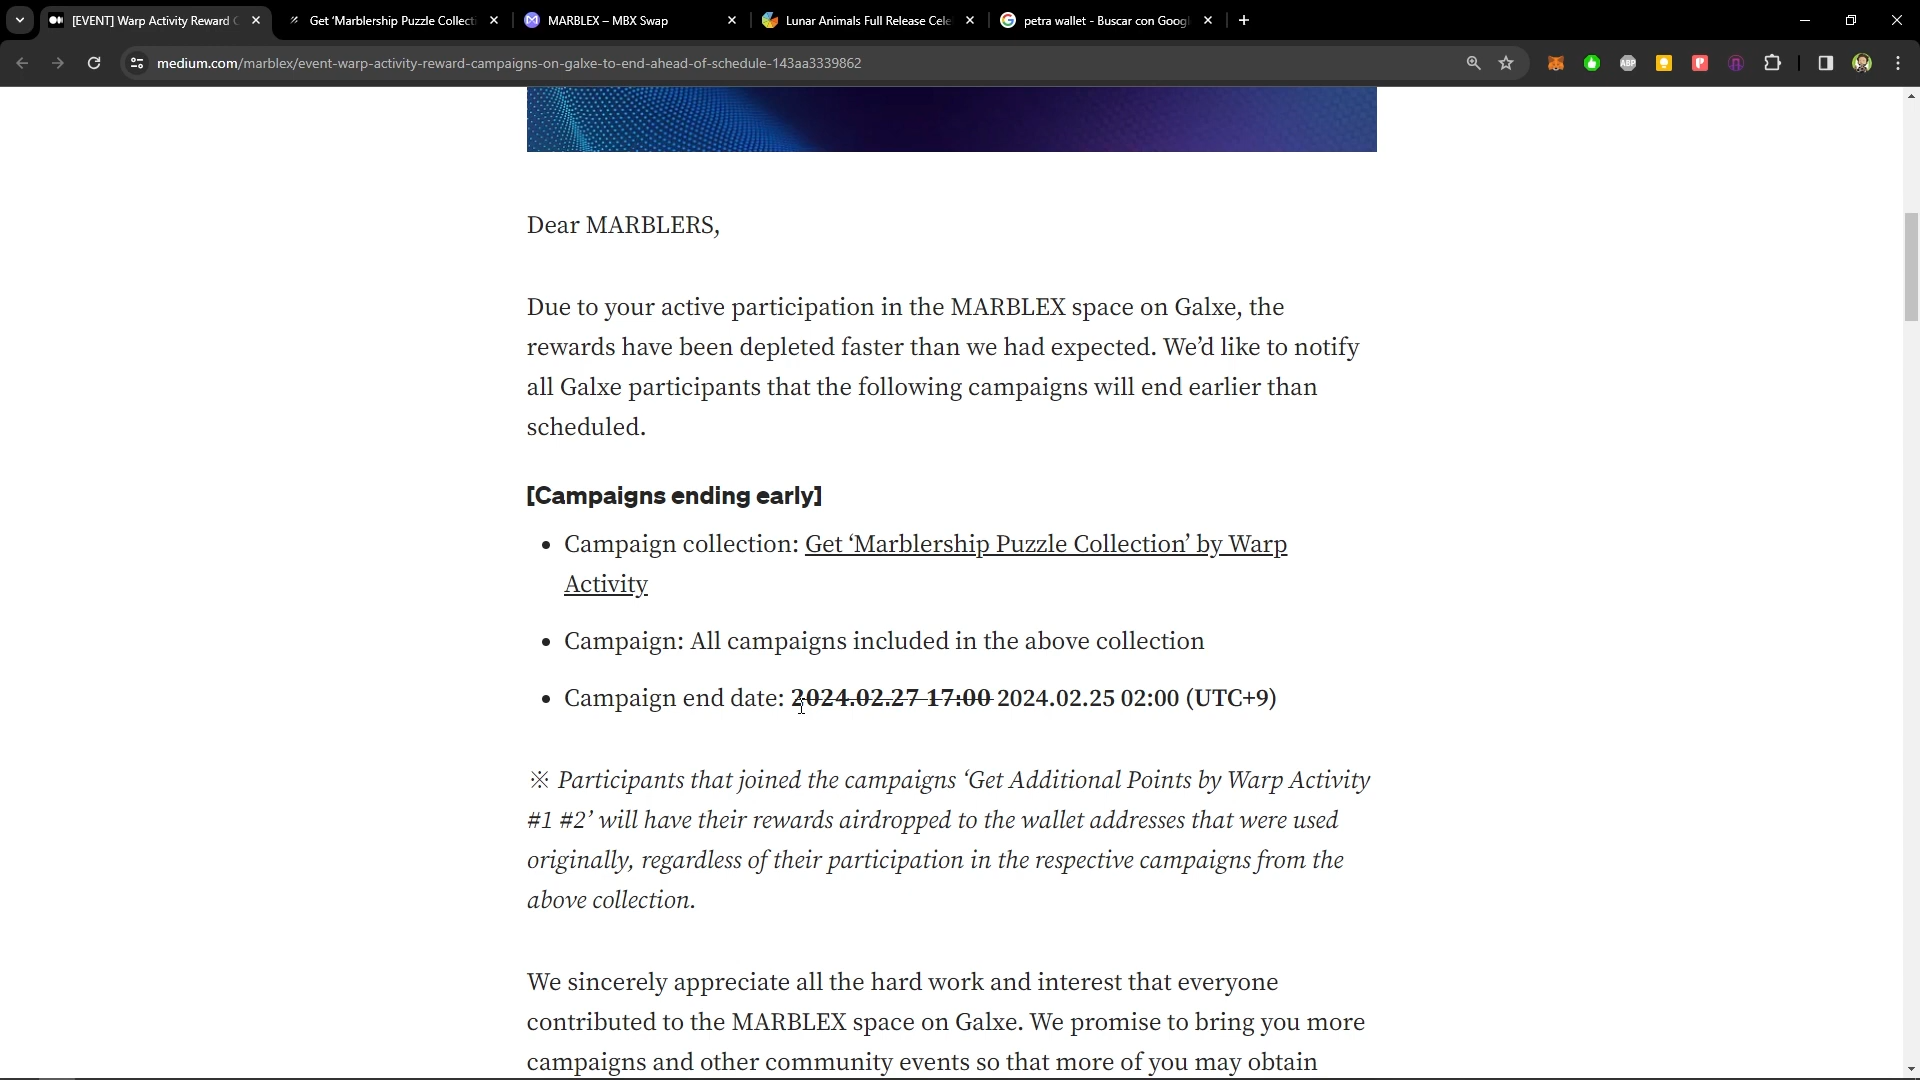 [EVENT] Warp Activity Reward C
Get ‘Marblership Puzzle Collecti
MARBLEX – MBX Swap
Lunar Animals Full Release Cele
petra wallet - Buscar con Googl
medium.com/marblex/event-warp-activity-reward-campaigns-on-galxe-to-end-ahead-of-schedule-143aa3339862
ABP
Dear MARBLERS,
Due to your active participation in the MARBLEX space on Galxe, the
rewards have been depleted faster than we had expected. We’d like to notify
all Galxe participants that the following campaigns will end earlier than
scheduled.
[Campaigns ending early]
• Campaign collection: Get ‘Marblership Puzzle Collection’ by Warp
Activity
• Campaign: All campaigns included in the above collection
• Campaign end date: 2024.02.27 17:00 2024.02.25 02:00 (UTC+9)
※ Participants that joined the campaigns ‘Get Additional Points by Warp Activity
#1 #2’ will have their rewards airdropped to the wallet addresses that were used
originally, regardless of their participation in the respective campaigns from the
above collection.
We sincerely appreciate all the hard work and interest that everyone
contributed to the MARBLEX space on Galxe. We promise to bring you more
campaigns and other community events so that more of you may obtain